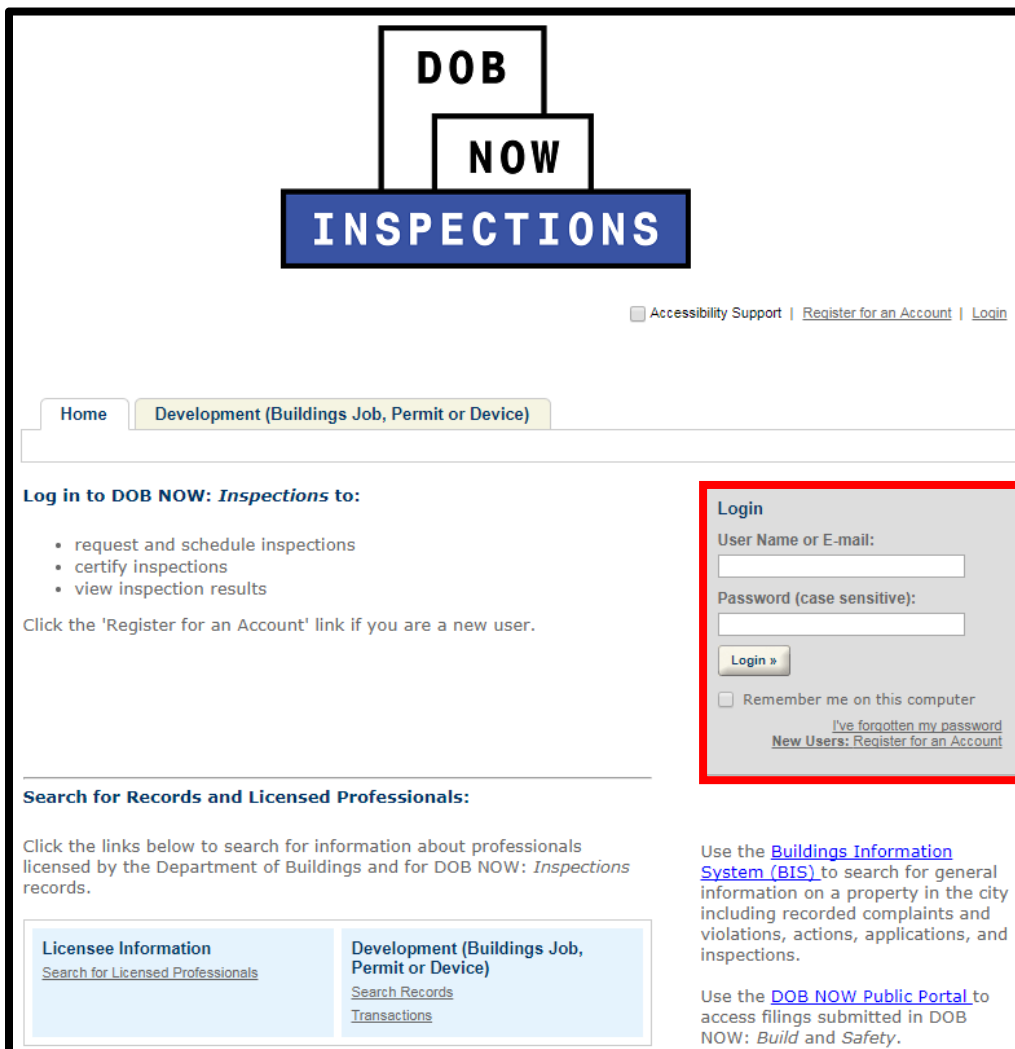 DOB
NOW
INSPECTIONS
Accessibility Support | Register for an Account | Login
Home
Development (Buildings Job, Permit or Device)
Log in to DOB NOW: Inspections to:
• request and schedule inspections
• certify inspections
• view inspection results
Click the 'Register for an Account' link if you are a new user.
Login
User Name or E-mail:
Password (case sensitive):
Login »
Remember me on this computer
I've forgotten my password
New Users: Register for an Account
Search for Records and Licensed Professionals:
Click the links below to search for information about professionals
licensed by the Department of Buildings and for DOB NOW: Inspections
records.
Licensee Information
Search for Licensed Professionals
Development (Buildings Job,
Permit or Device)
Search Records
Transactions
Use the Buildings Information
System (BIS) to search for general
information on a property in the city
including recorded complaints and
violations, actions, applications, and
inspections.
Use the DOB NOW Public Portal to
access filings submitted in DOB
NOW: Build and Safety.